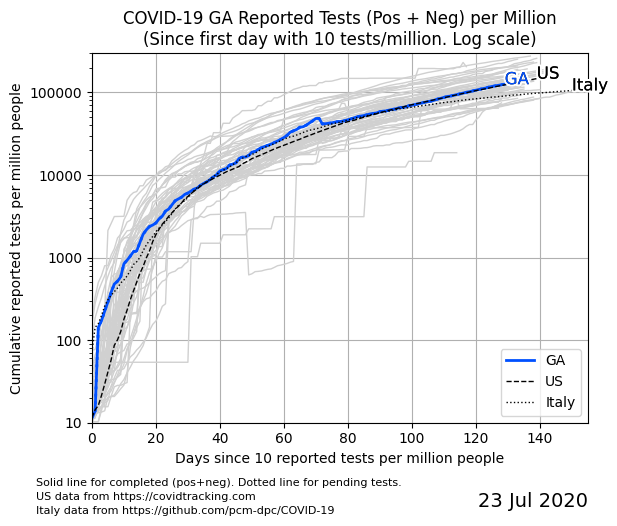 COVID-19 GA Reported Tests (Pos + Neg) per Million
(Since first day with 10 tests/million. Log scale)
Cumulative reported tests per million people
100000
10000
1000
100
10
GA
US
Italy
GA
US
Italy
0 20 40 60 80 100 120 140
Days since 10 reported tests per million people
Solid line for completed (pos+neg). Dotted line for pending tests.
US data from https://covidtracking.com
Italy data from https://github.com/pcm-dpc/COVID-19
23 Jul 2020